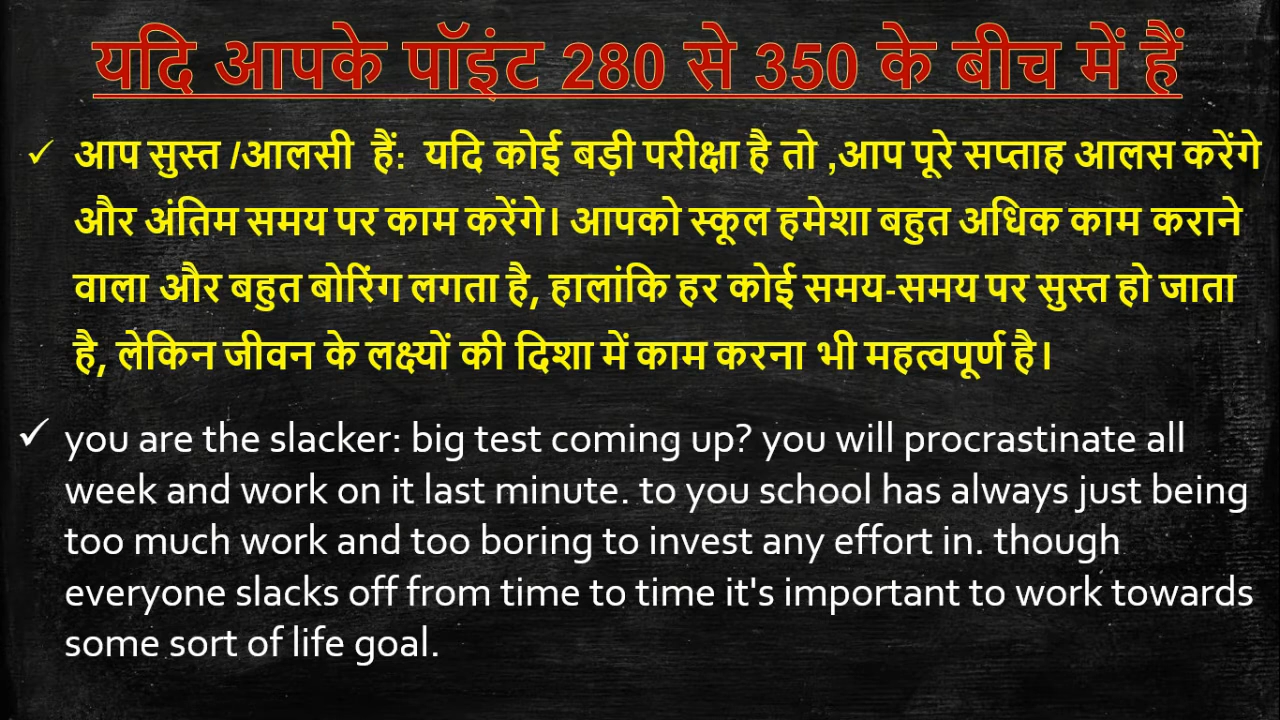 यदि आपके पॉइंट 280 से 350 के बीच में हैं
✓ आप सुस्त /आलसी हैं: यदि कोई बड़ी परीक्षा है तो ,आप पूरे सप्ताह आलस करेंगे
और अंतिम समय पर काम करेंगे। आपको स्कूल हमेशा बहुत अधिक काम कराने
वाला और बहुत बोरिंग लगता है, हालांकि हर कोई समय-समय पर सुस्त हो जाता
है, लेकिन जीवन के लक्ष्यों की दिशा में काम करना भी महत्वपूर्ण है।
✓ you are the slacker: big test coming up? you will procrastinate all
week and work on it last minute. to you school has always just being
too much work and too boring to invest any effort in. though
everyone slacks off from time to time it's important to work towards
some sort of life goal.